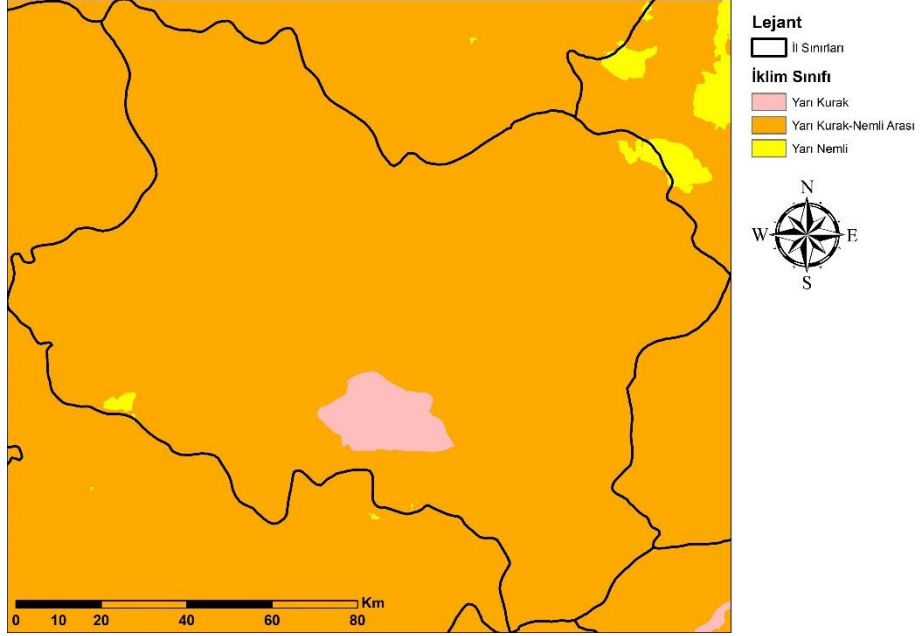 Lejant
İl Sınırları
İklim Sınıfı
Yarı Kurak
Yarı Kurak-Nemli Arası
Yarı Nemli
N
W E
S
Km
0 10 20 40 60 80